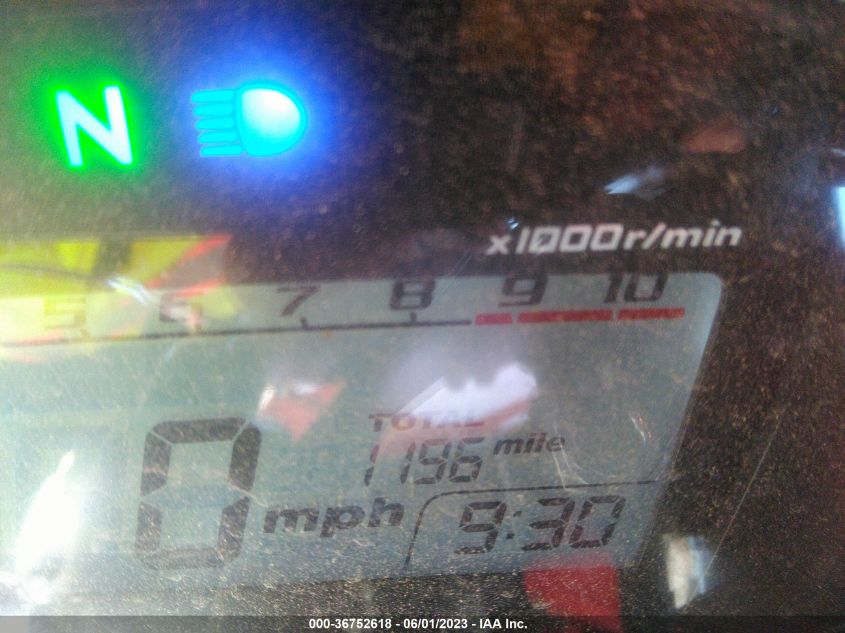 N
x1000r/min
5 6 7 8 9 10
TOTAL
1196 mile
0 mph
9:30
000-36752618 - 06/01/2023 - IAA Inc.